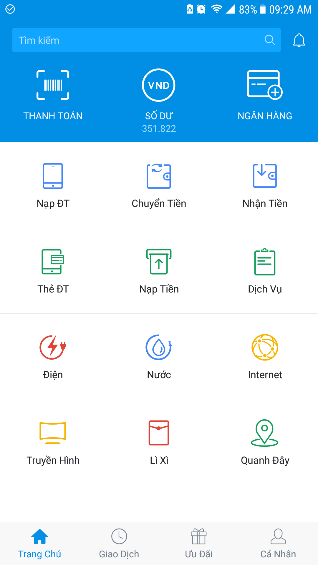 83% 09:29 AM
Tìm kiếm
VND
THANH TOÁN
SỐ DƯ
NGÂN HÀNG
351.822
Nạp ĐT
Chuyển Tiền
Nhận Tiền
Thẻ ĐT
Nạp Tiền
Dịch Vụ
Điện
Nước
Internet
Truyền Hình
Lì Xì
Quanh Đây
Trang Chủ
Giao Dịch
Ưu Đãi
Cá Nhân